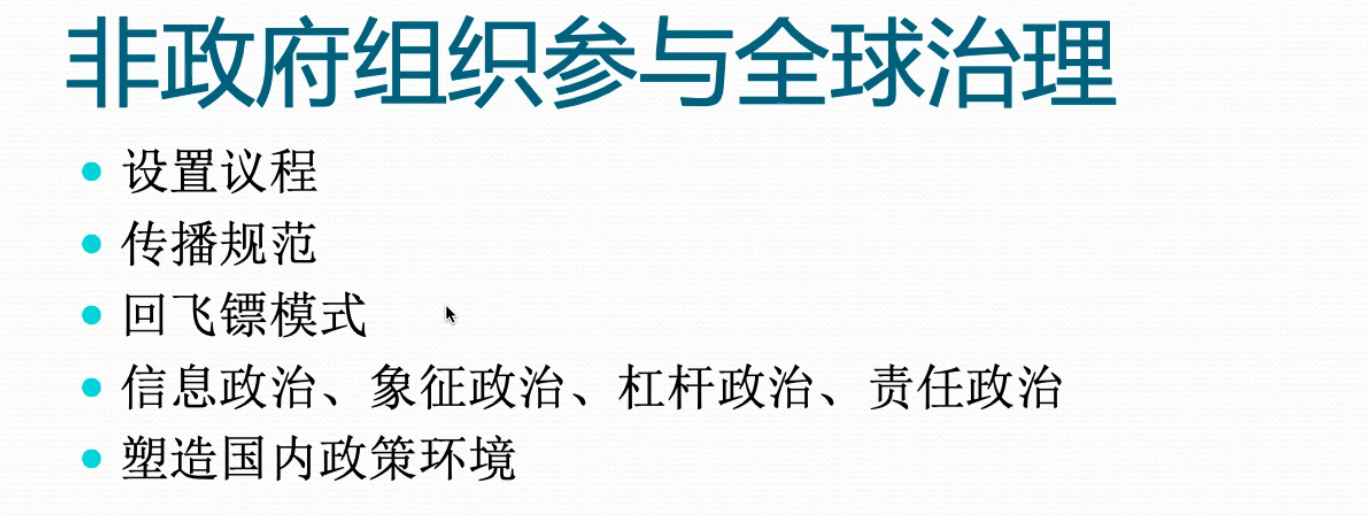 非政府组织参与全球治理
设置议程
传播规范
回飞镖模式
信息政治、象征政治、杠杆政治、责任政治
塑造国内政策环境